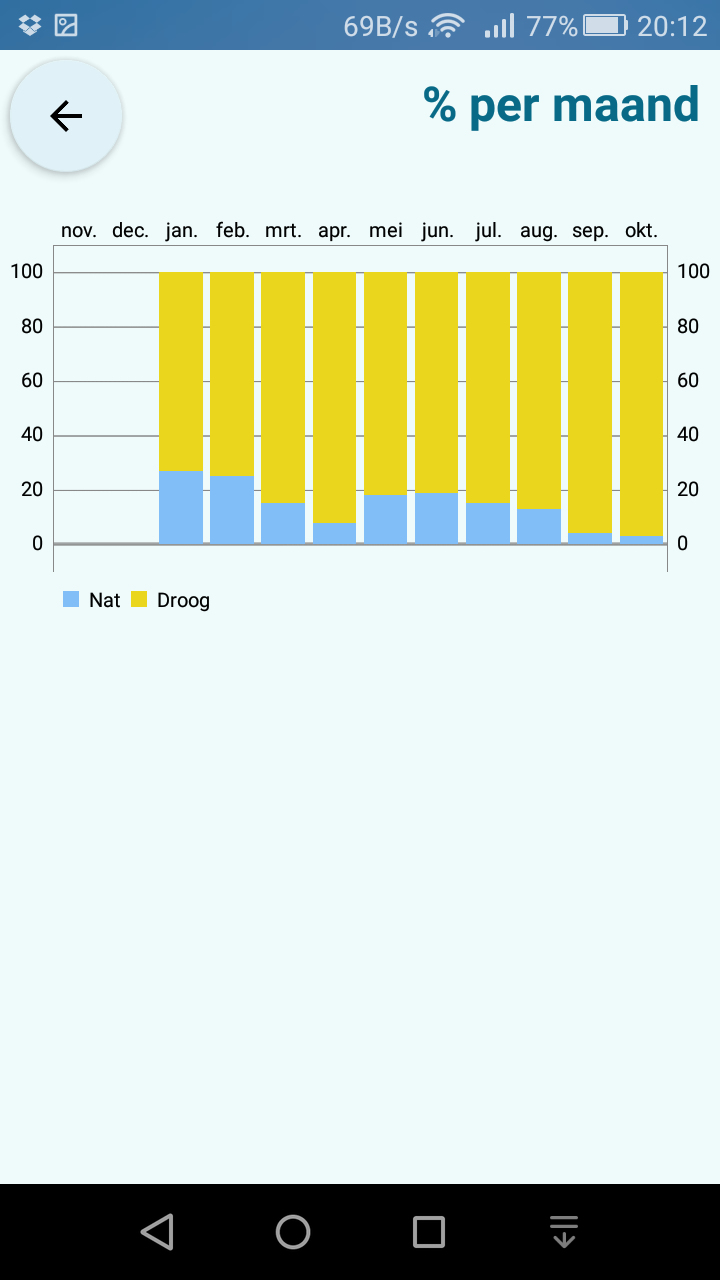 69B/s 77% 20:12
% per maand
nov. dec. jan. feb. mrt. apr. mei jun. jul. aug. sep. okt.
100 100
80 80
60 60
40 40
20 20
0 0
Nat Droog